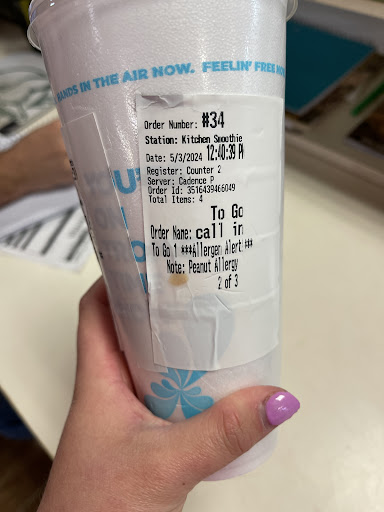 HANDS IN THE AIR NOW. FEELIN' FREE
Order Number: #34
Station: Kitchen Smoothie
Date: 5/3/2024 12:40:39 P
Register: Counter 2
Server: Cadence P
Order Id: 3516439466049
Total Items: 4
To Go
Order Name: call in
To Go 1 ***Allergen Alert ***
Note: Peanut Allergy
2 of 3